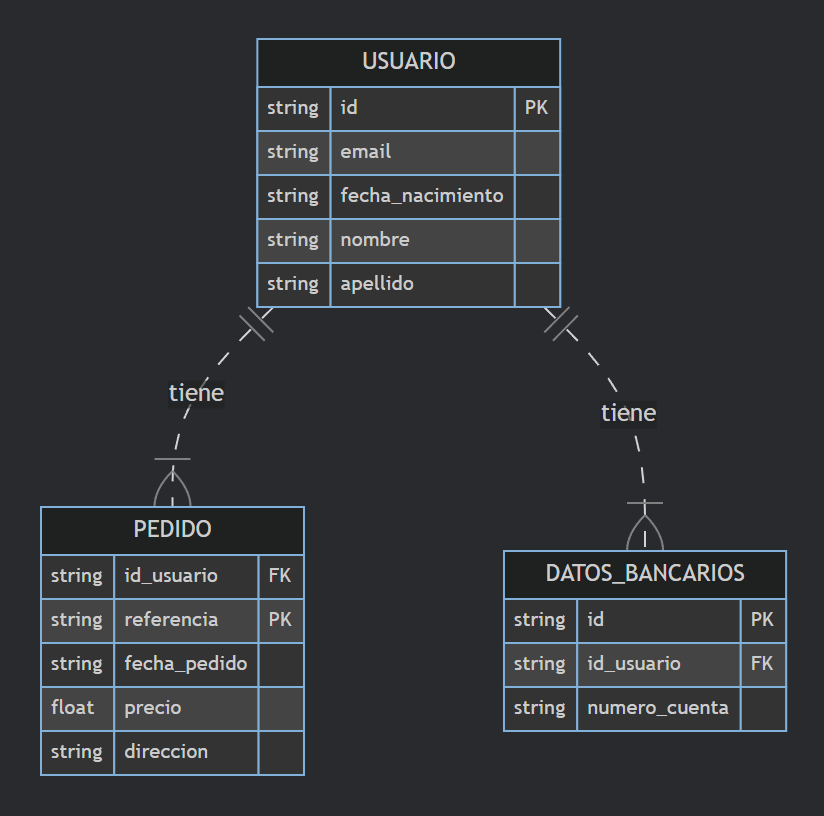 USUARIO
string id PK
string email
string fecha_nacimiento
string nombre
string apellido
tiene
tiene
PEDIDO
string id_usuario FK
string referencia PK
string fecha_pedido
float precio
string direccion
DATOS_BANCARIOS
string id PK
string id_usuario FK
string numero_cuenta